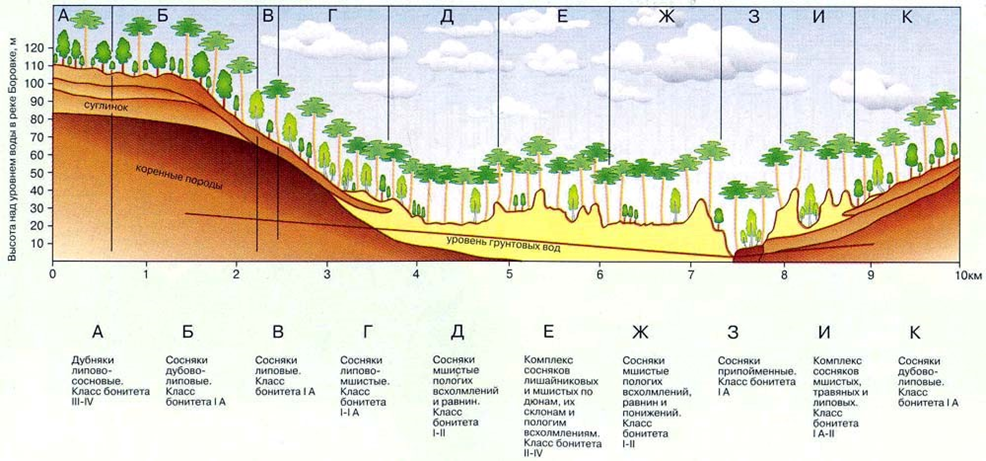 А Б В Г Д Е Ж З И К
Высота над уровнем воды в реке Боровке, м
120
110
100
90
80
70
60
50
40
30
20
10
суглинок
коренные породы
уровень грунтовых вод
0 1 2 3 4 5 6 7 8 9 10км
А
Дубняки
липово-
сосновые.
Класс бонитета
III-IV
Б
Сосняки
дубово-
липовые.
Класс
бонитета I А
В
Сосняки
липовые.
Класс
бонитета I А
Г
Сосняки
липово-
мшистые.
Класс
бонитета
I-I А
Д
Сосняки
мшистые
пологих
всхолмлений
и равнин.
Класс
бонитета
I-II
Е
Комплекс
сосняков
лишайниковых
и мшистых по
дюнам, их
склонам и
пологим
всхолмлениям.
Класс бонитета
II-IV
Ж
Сосняки
мшистые
пологих
всхолмлений,
равнин и
понижений.
Класс
бонитета
I-II
З
Сосняки
припойменные.
Класс бонитета
I А
И
Комплекс
сосняков
мшистых,
травяных и
липовых.
Класс
бонитета
I А-II
К
Сосняки
дубово-
липовые.
Класс
бонитета I А